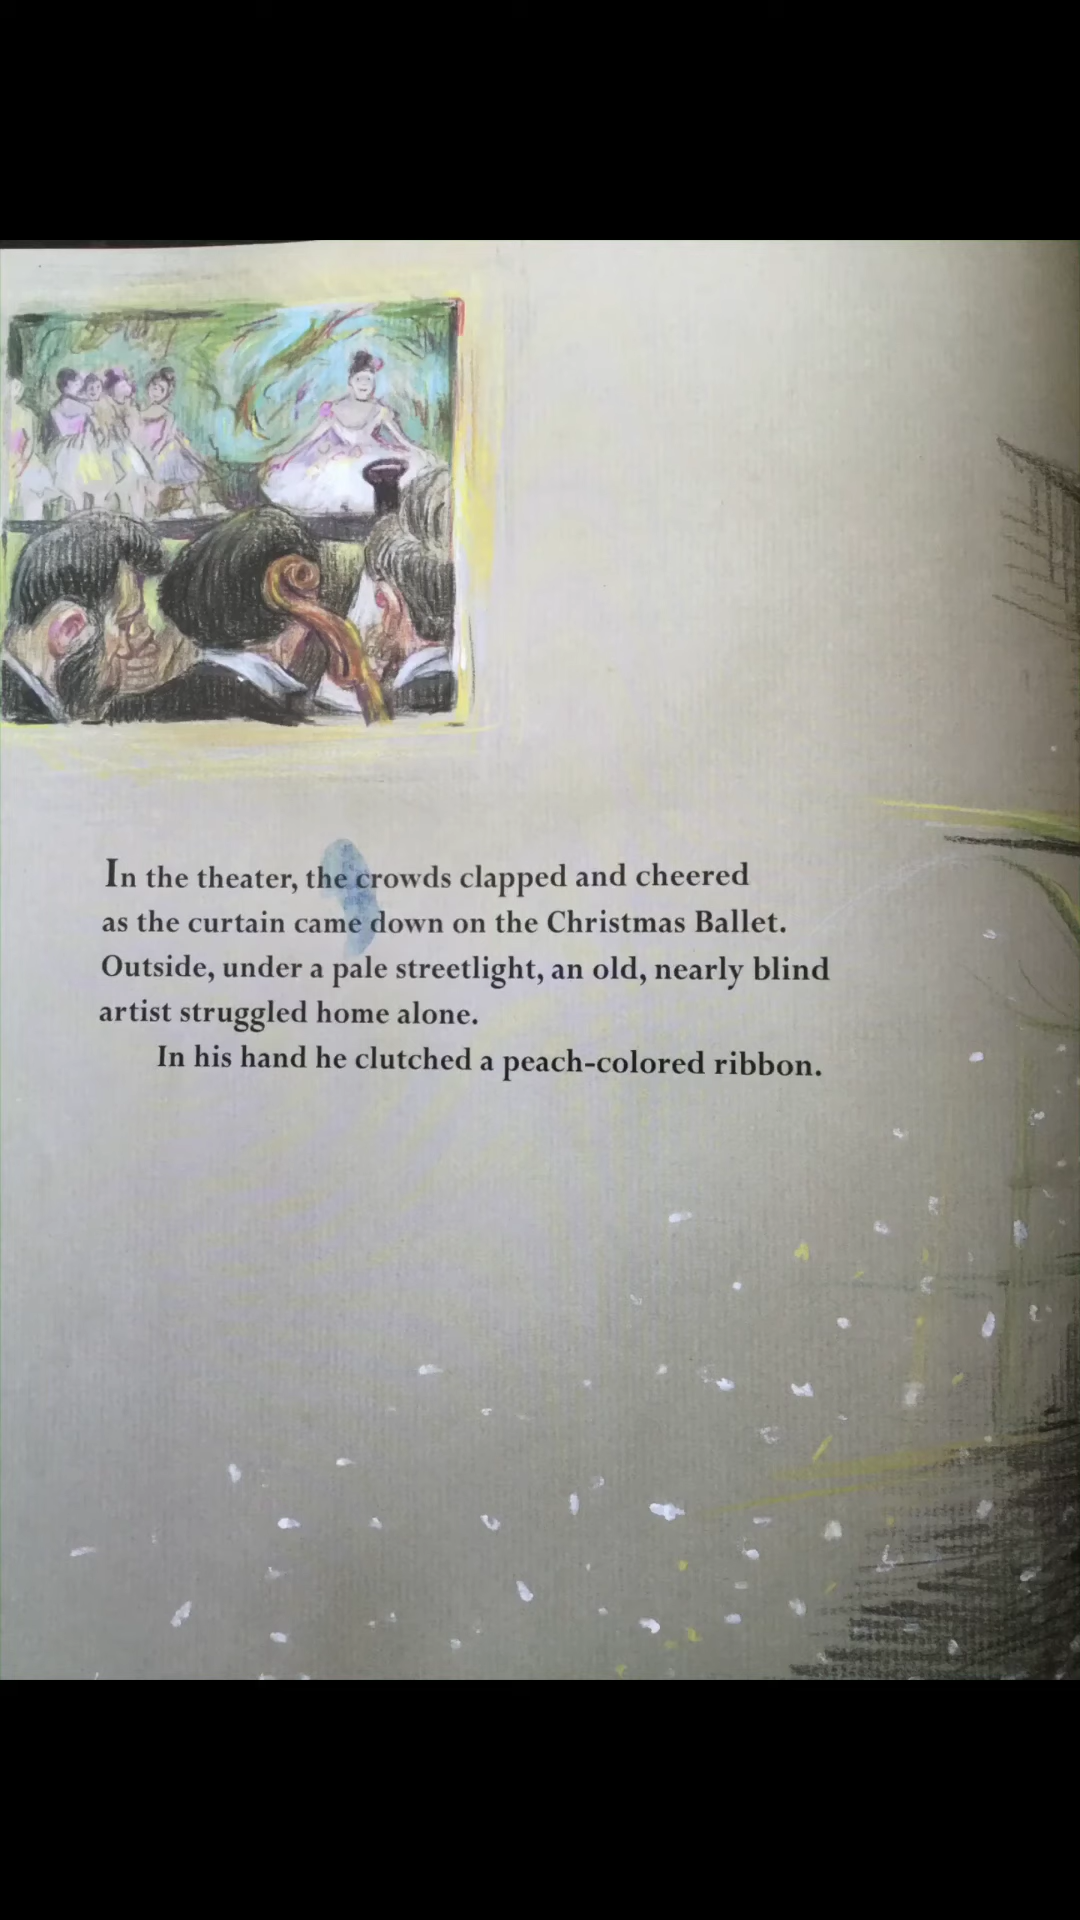 In the theater, the crowds clapped and cheered
as the curtain came down on the Christmas Ballet.
Outside, under a pale streetlight, an old, nearly blind
artist struggled home alone.
In his hand he clutched a peach-colored ribbon.